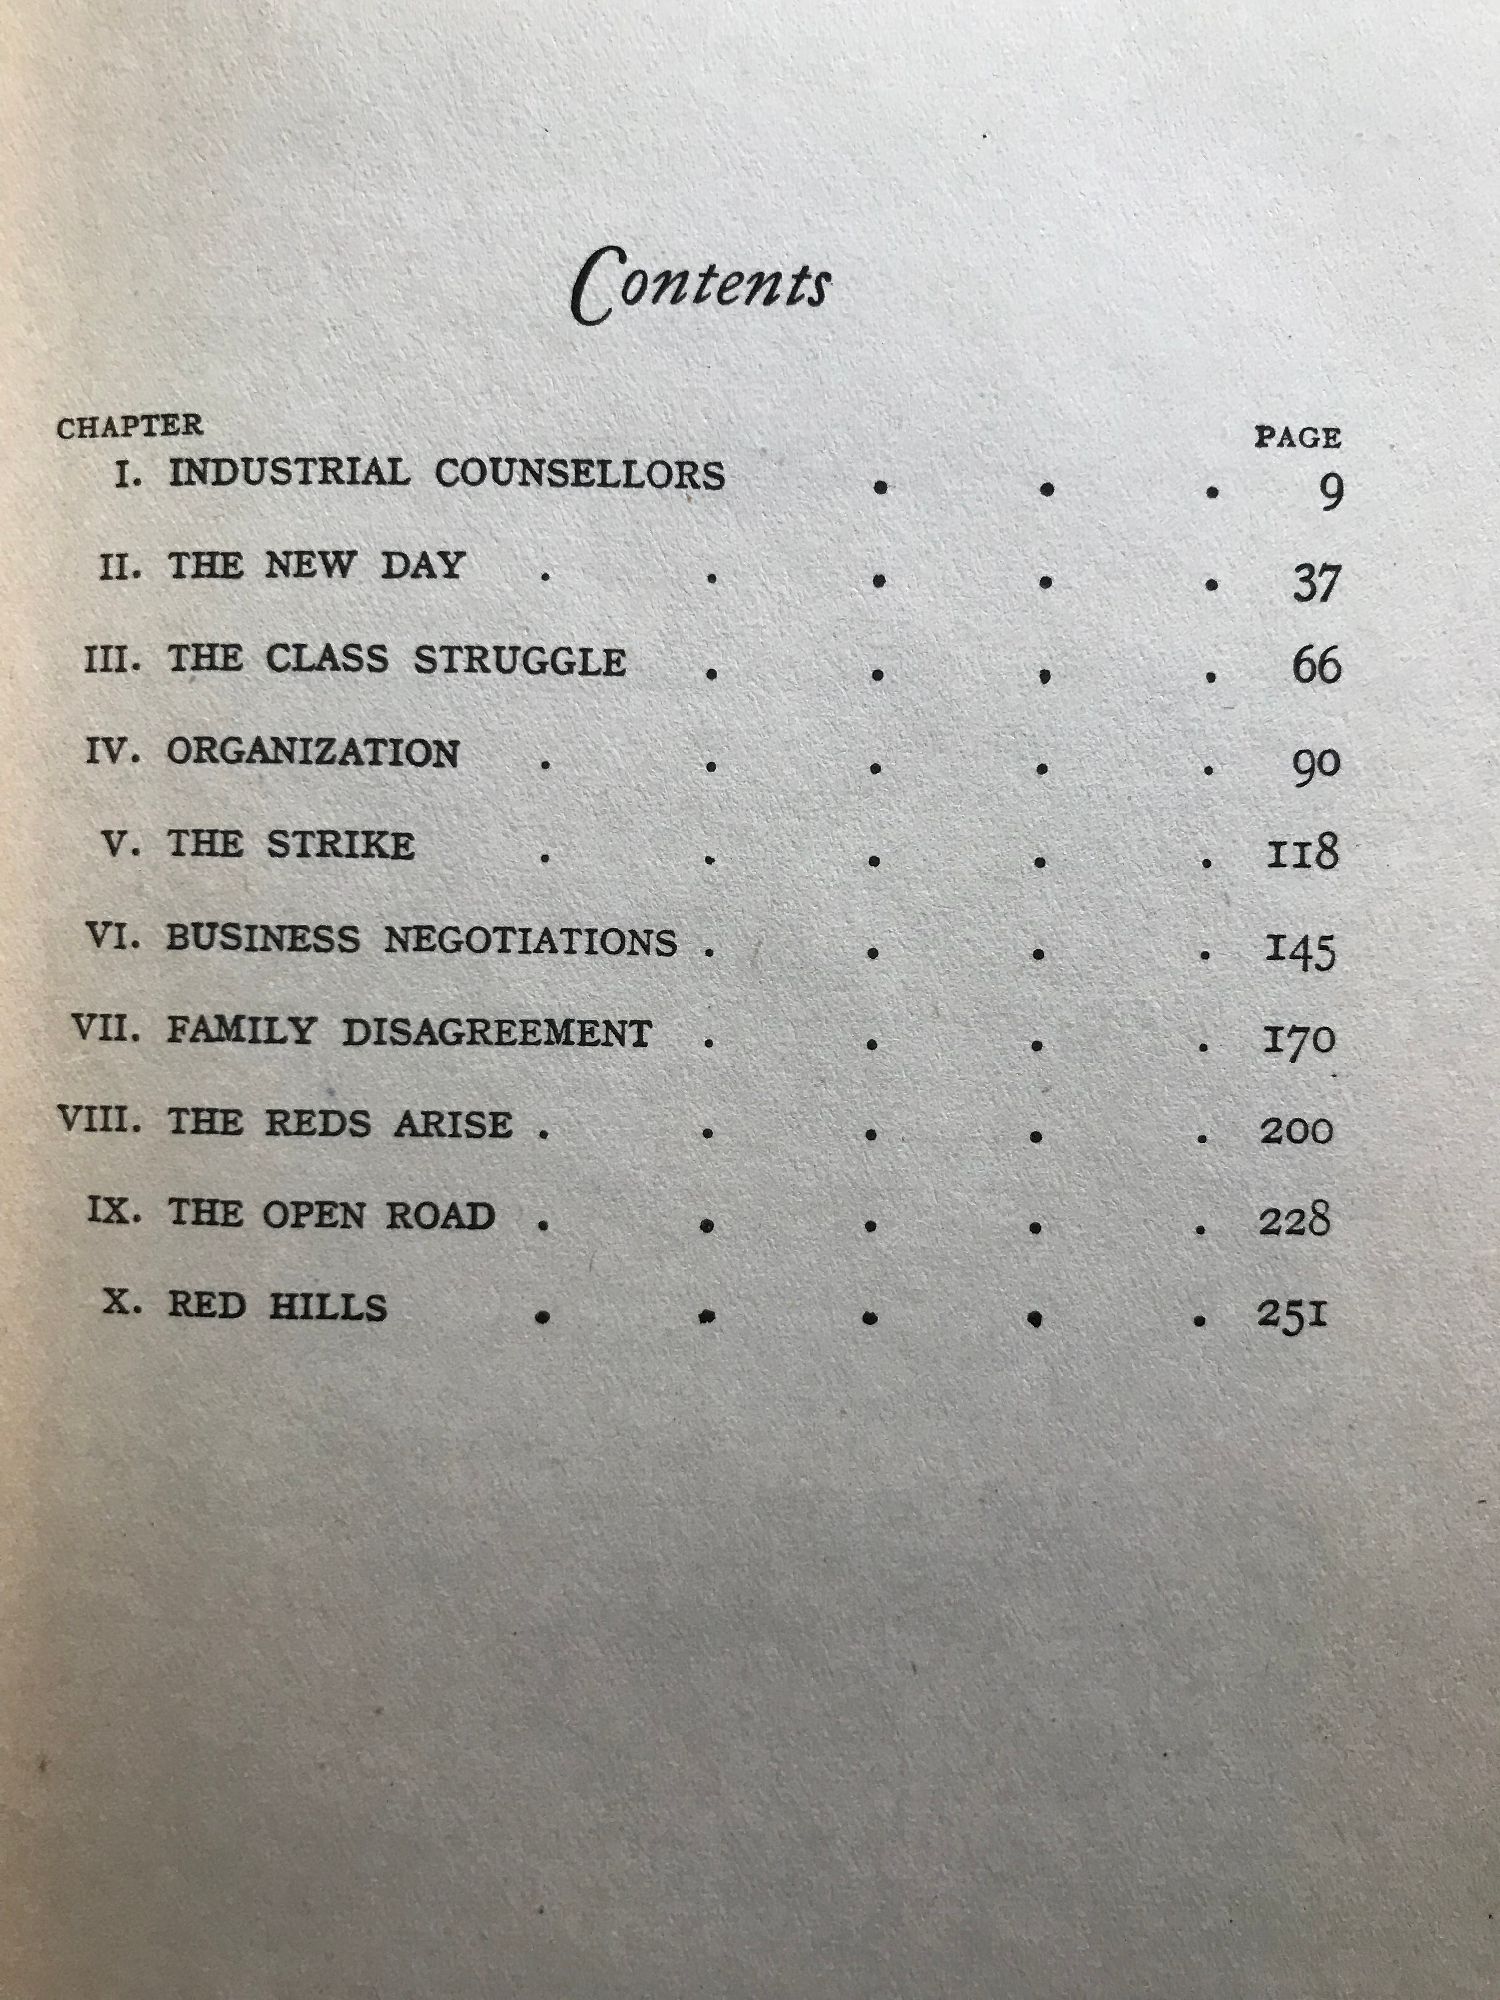 Contents
CHAPTER PAGE
I. INDUSTRIAL COUNSELLORS . . . 9
II. THE NEW DAY . . . . . 37
III. THE CLASS STRUGGLE . . . . 66
IV. ORGANIZATION . . . . . 90
V. THE STRIKE . . . . . 118
VI. BUSINESS NEGOTIATIONS . . . . 145
VII. FAMILY DISAGREEMENT . . . . 170
VIII. THE REDS ARISE . . . . . 200
IX. THE OPEN ROAD . . . . . 228
X. RED HILLS . . . . . 251